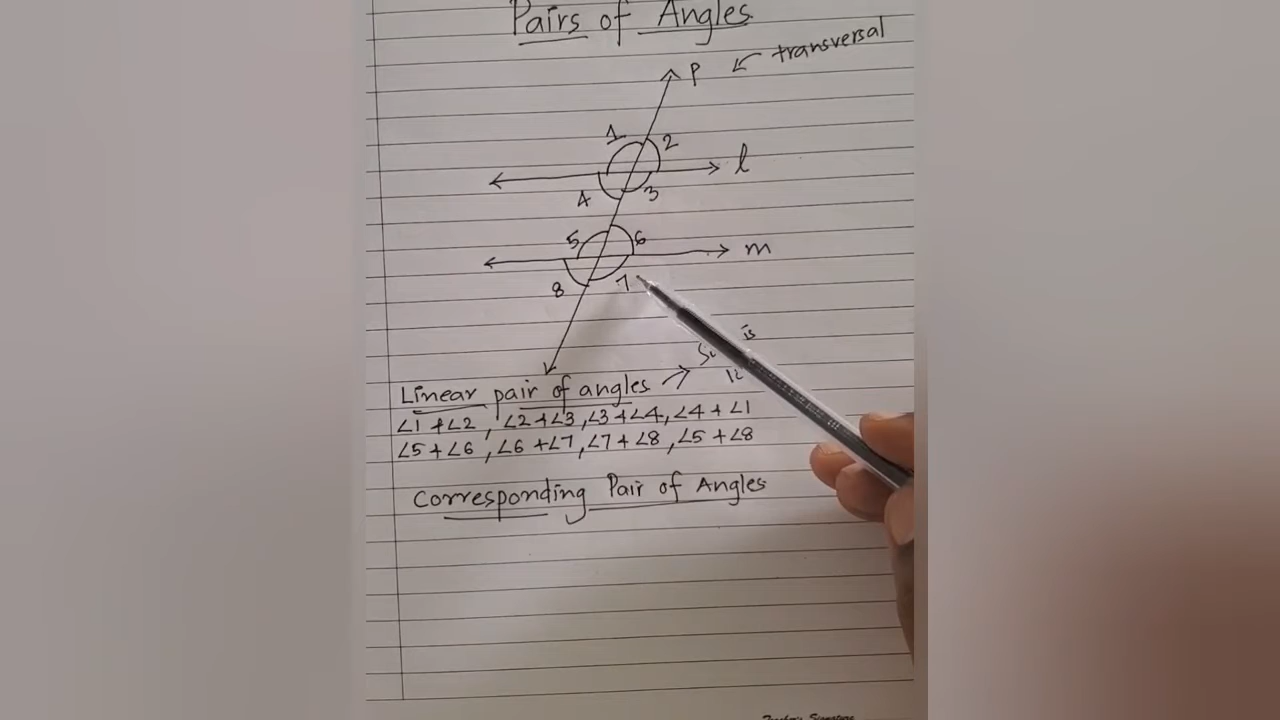 Pairs of Angles
transversal
P
1 2
l
4 3
5 6
m
8 7
is
Linear pair of angles →
∠1 + ∠2, ∠2 + ∠3, ∠3 + ∠4, ∠4 + ∠1
∠5 + ∠6, ∠6 + ∠7, ∠7 + ∠8, ∠5 + ∠8
Corresponding Pair of Angles